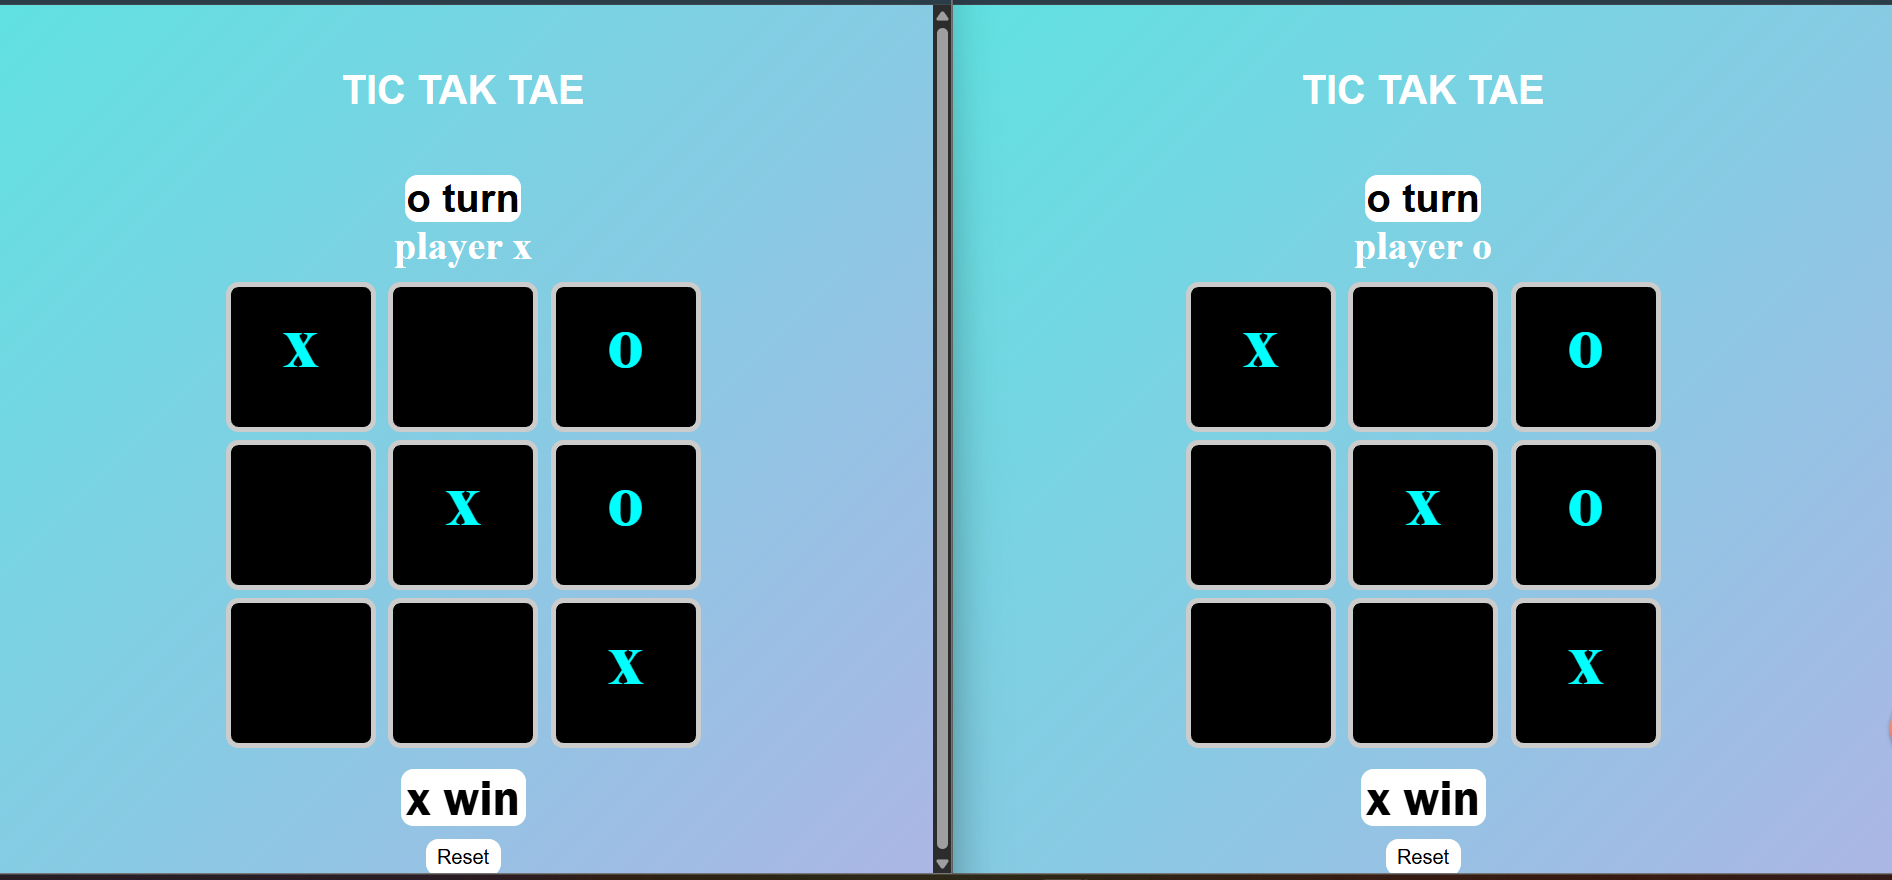 TIC TAK TAE
o turn
player x
x o
x o
x
x win
Reset
TIC TAK TAE
o turn
player o
x o
x o
x
x win
Reset